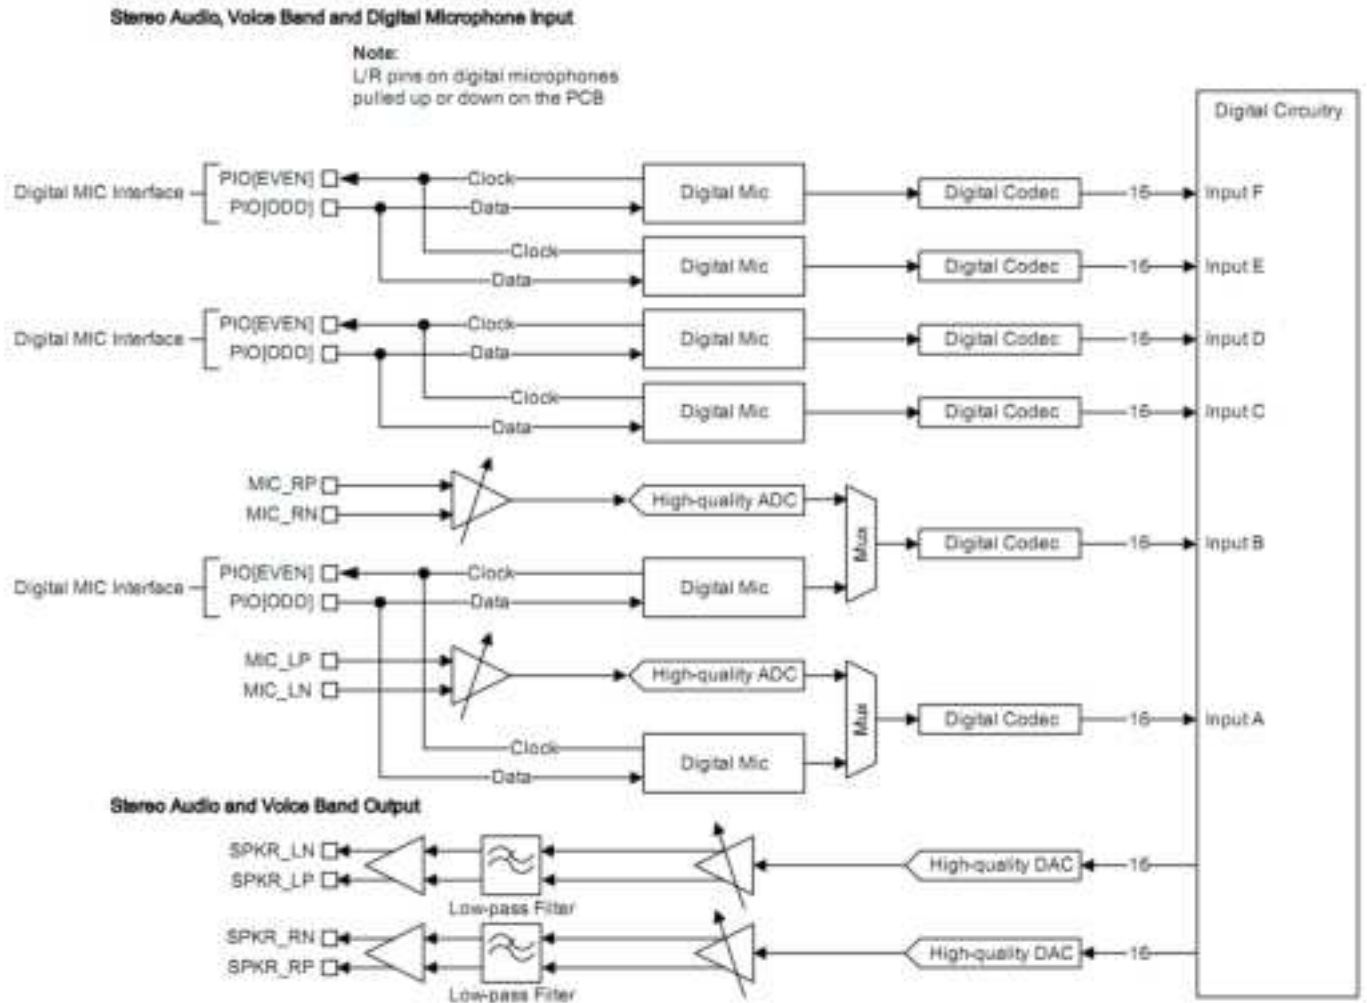 Stereo Audio, Voice Band and Digital Microphone Input
Note:
L/R pins on digital microphones
pulled up or down on the PCB
Digital Circuitry
Digital MIC Interface
PIO[EVEN]
PIO[ODD]
Clock
Data
Digital Mic
Digital Codec
16
Input F
Clock
Data
Digital Mic
Digital Codec
16
Input E
Digital MIC Interface
PIO[EVEN]
PIO[ODD]
Clock
Data
Digital Mic
Digital Codec
16
Input D
Clock
Data
Digital Mic
Digital Codec
16
Input C
MIC_RP
MIC_RN
High-quality ADC
Mux
Digital Codec
16
Input B
Digital MIC Interface
PIO[EVEN]
PIO[ODD]
Clock
Data
Digital Mic
MIC_LP
MIC_LN
High-quality ADC
Mux
Digital Codec
16
Input A
Clock
Data
Digital Mic
Stereo Audio and Voice Band Output
SPKR_LN
SPKR_LP
Low-pass Filter
High-quality DAC
16
SPKR_RN
SPKR_RP
Low-pass Filter
High-quality DAC
16